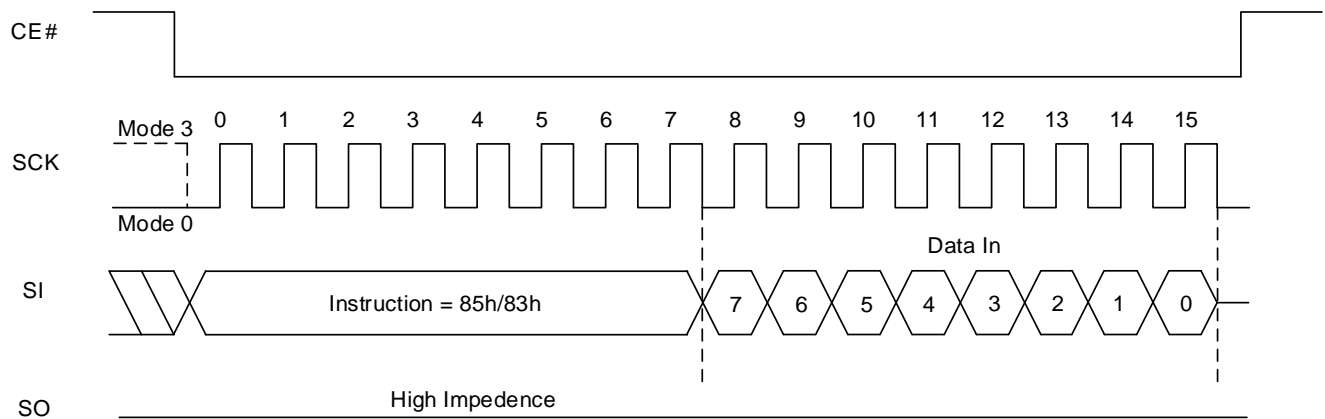 CE#
Mode 3
0 1 2 3 4 5 6 7 8 9 10 11 12 13 14 15
SCK
Mode 0
Data In
SI
Instruction = 85h/83h
7 6 5 4 3 2 1 0
High Impedence
SO